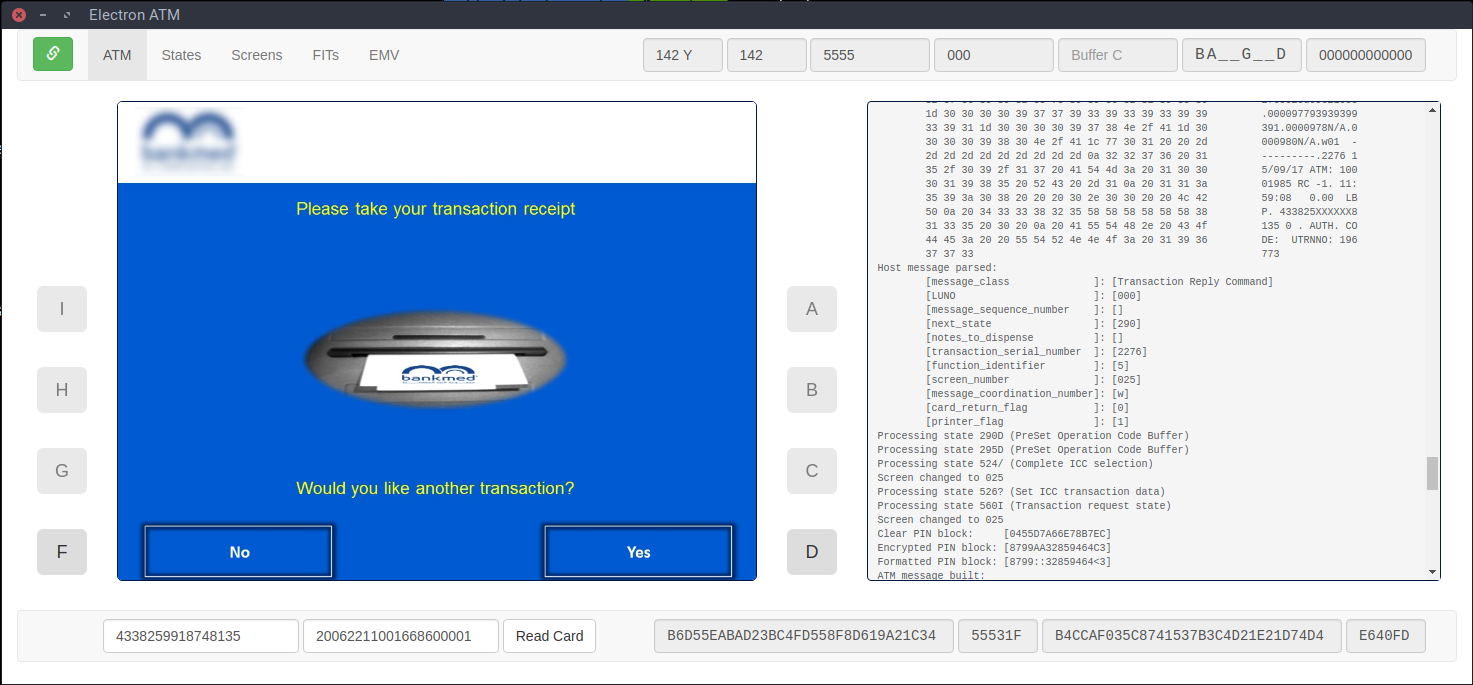 Electron ATM
ATM States Screens FITs EMV 142 Y 142 5555 000 Buffer C BA__G__D 000000000000
bankmed
Please take your transaction receipt
bankmed
Would you like another transaction?
No Yes
I
H
G
F
A
B
C
D
1d 30 30 30 30 39 37 37 39 33 39 33 39 33 39 39 .000097793939399
33 39 31 1d 30 30 30 30 39 37 38 4e 2f 41 1d 30 391.0000978N/A.0
30 30 30 39 38 30 4e 2f 41 1c 77 30 31 20 20 2d 000980N/A.w01  -
2d 2d 2d 2d 2d 2d 2d 2d 2d 0a 32 32 37 36 20 31 ---------.2276 1
35 2f 30 39 2f 31 37 20 41 54 4d 3a 20 31 30 30 5/09/17 ATM: 100
30 31 39 38 35 20 52 43 20 2d 31 0a 20 31 31 3a 01985 RC -1. 11:
35 39 3a 30 38 20 20 20 30 2e 30 30 20 20 4c 42 59:08   0.00  LB
50 0a 20 34 33 33 38 32 35 58 58 58 58 58 58 38 P. 433825XXXXXX8
31 33 35 20 30 20 0a 20 41 55 54 48 2e 20 43 4f 135 0 . AUTH. CO
44 45 3a 20 20 55 54 52 4e 4e 4f 3a 20 31 39 36 DE:  UTRNNO: 196
37 37 33 773
Host message parsed:
[message_class ]: [Transaction Reply Command]
[LUNO ]: [000]
[message_sequence_number ]: []
[next_state ]: [290]
[notes_to_dispense ]: []
[transaction_serial_number ]: [2276]
[function_identifier ]: [5]
[screen_number ]: [025]
[message_coordination_number]: [w]
[card_return_flag ]: [0]
[printer_flag ]: [1]
Processing state 290D (PreSet Operation Code Buffer)
Processing state 295D (PreSet Operation Code Buffer)
Processing state 524/ (Complete ICC selection)
Screen changed to 025
Processing state 526? (Set ICC transaction data)
Processing state 560I (Transaction request state)
Screen changed to 025
Clear PIN block: [0455D7A66E78B7EC]
Encrypted PIN block: [8799AA32859464C3]
Formatted PIN block: [8799::32859464<3]
ATM message built:
4338259918748135 20062211001668600001 Read Card B6D55EABAD23BC4FD558F8D619A21C34 55531F B4CCAF035C8741537B3C4D21E21D74D4 E640FD